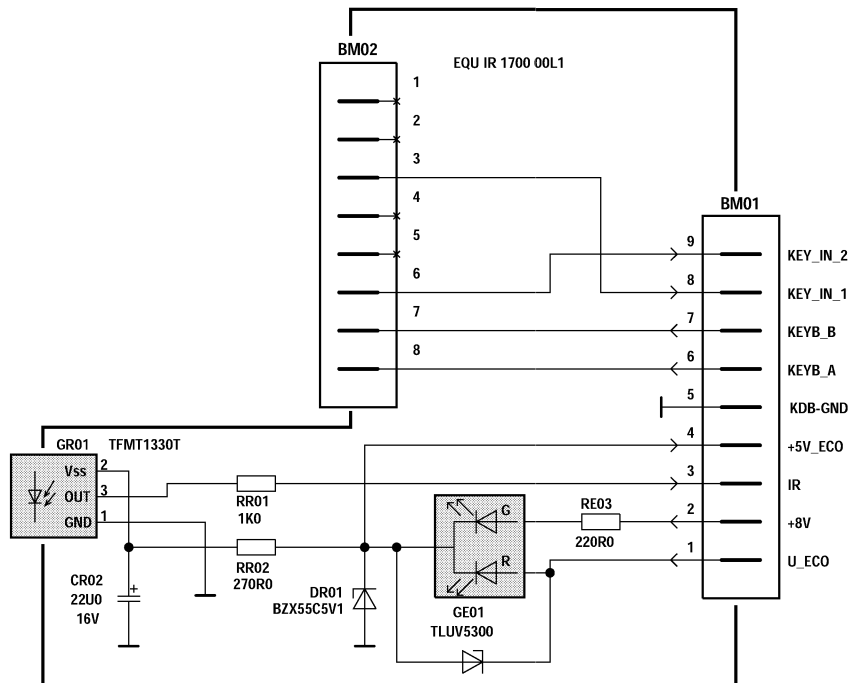 BM02
EQU IR 1700 00L1
1
2
3
4
5
6
7
8
BM01
9 KEY_IN_2
8 KEY_IN_1
7 KEYB_B
6 KEYB_A
5 KDB-GND
4 +5V_ECO
3 IR
2 +8V
1 U_ECO
GR01 TFMT1330T
Vss 2
OUT 3
GND 1
RR01
1K0
RR02
270R0
CR02
+
22U0
16V
DR01
BZX55C5V1
G
R
GE01
TLUV5300
RE03
220R0